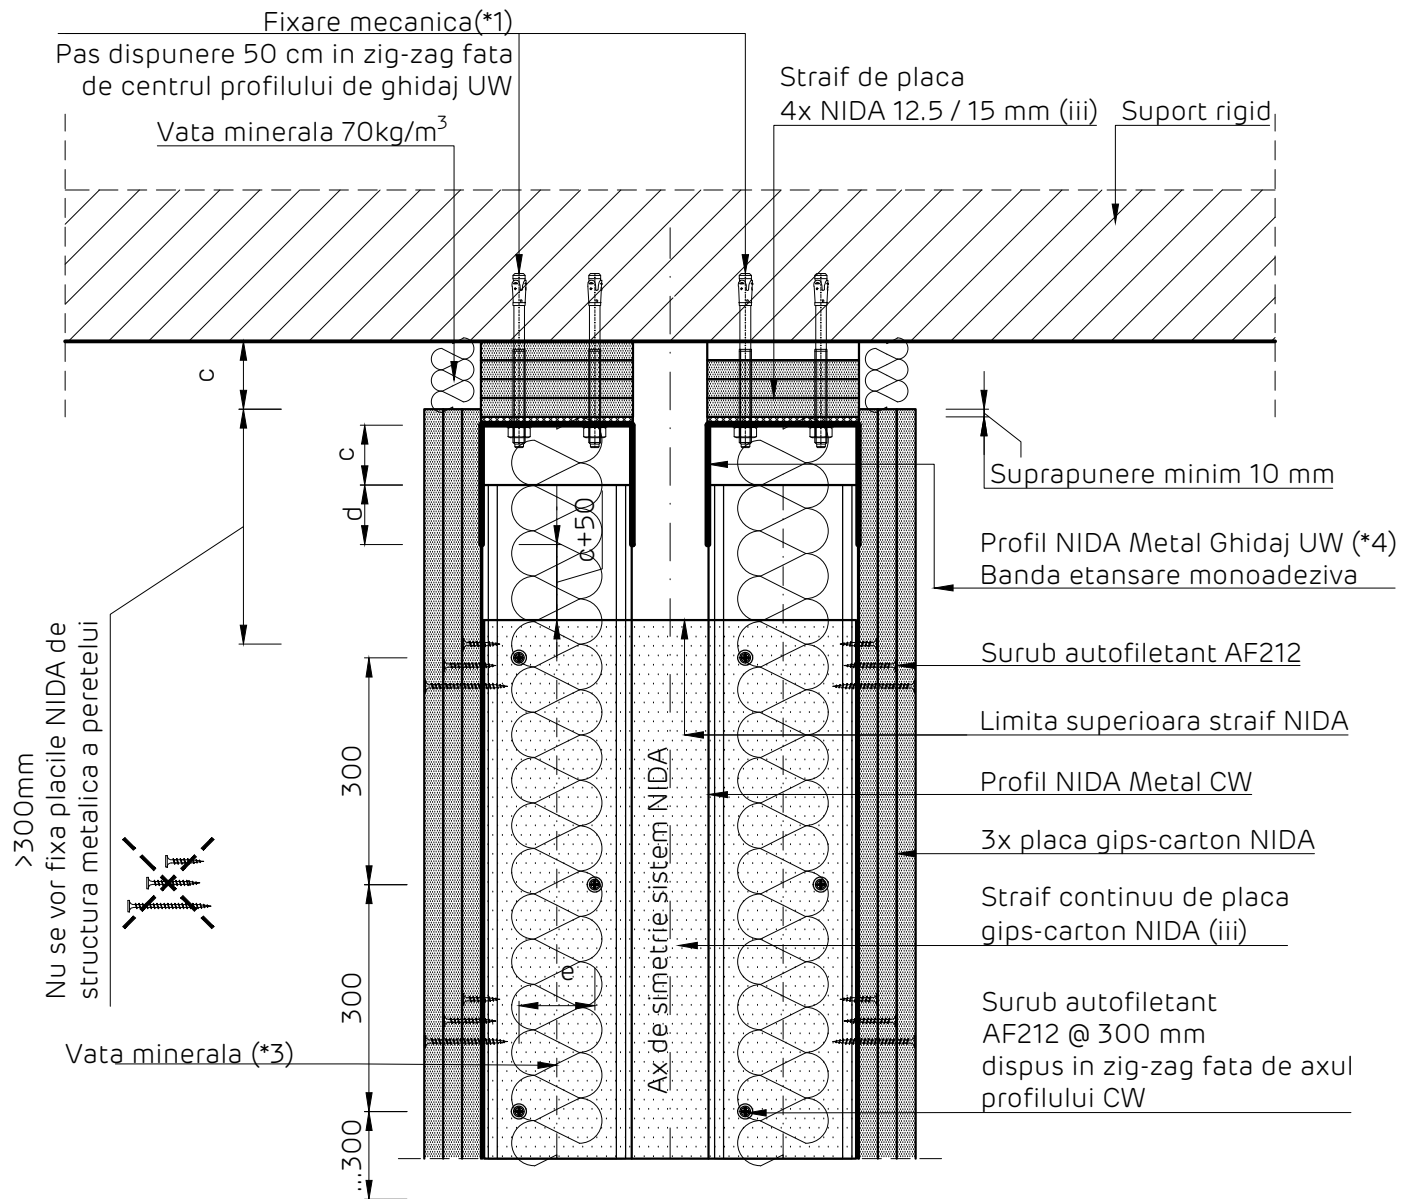 Fixare mecanica(*1)
Pas dispunere 50 cm in zig-zag fata
de centrul profilului de ghidaj UW
Vata minerala 70kg/m³
Straif de placa
4x NIDA 12.5 / 15 mm (iii)
Suport rigid
c
c
d
c+50
Suprapunere minim 10 mm
Profil NIDA Metal Ghidaj UW (*4)
Banda etansare monoadeziva
Surub autofiletant AF212
Limita superioara straif NIDA
Profil NIDA Metal CW
3x placa gips-carton NIDA
Straif continuu de placa
gips-carton NIDA (iii)
Surub autofiletant
AF212 @ 300 mm
dispus in zig-zag fata de axul
profilului CW
>300mm
Nu se vor fixa placile NIDA de
structura metalica a peretelui
300
300
...300
e
Ax de simetrie sistem NIDA
Vata minerala (*3)